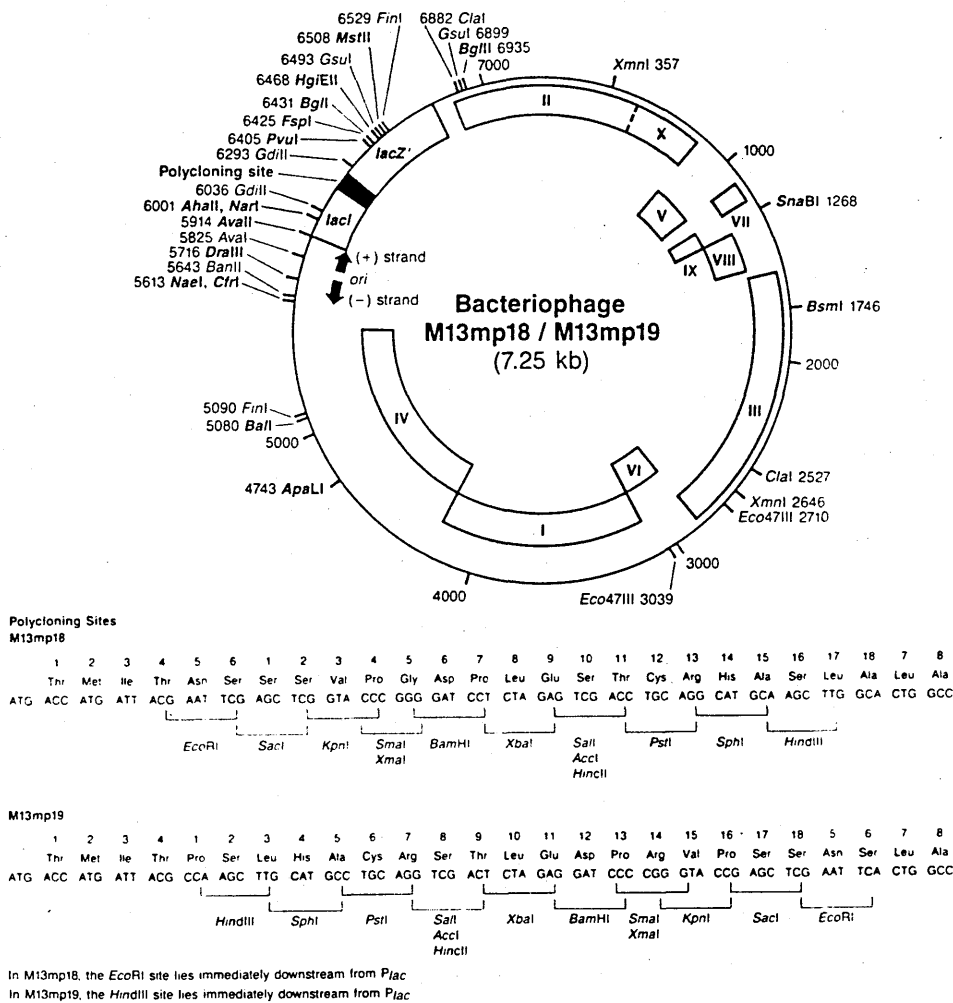 6529 FinI
6508 MstII
6493 GsuI
6468 HgiEII
6431 BglI
6425 FspI
6405 PvuI
6293 GdiII
Polycloning site
6036 GdiII
6001 AhaII, NarI
5914 AvaII
5825 AvaI
5716 DraIII
5643 BanII
5613 NaeI, CfrI
6882 ClaI
GsuI 6899
BglII 6935
7000
XmnI 357
1000
SnaBI 1268
BsmI 1746
2000
ClaI 2527
XmnI 2646
Eco47III 2710
3000
Eco47III 3039
4000
4743 ApaLI
5000
5080 BalI
5090 FinI
lacZ'
lacI
II
X
V
VII
IX
VIII
III
VI
I
IV
(+) strand
ori
(−) strand
Bacteriophage
M13mp18 / M13mp19
(7.25 kb)
Polycloning Sites
M13mp18
1 2 3 4 5 6 1 2 3 4 5 6 7 8 9 10 11 12 13 14 15 16 17 18 7 8
Thr Met Ile Thr Asn Ser Ser Ser Val Pro Gly Asp Pro Leu Glu Ser Thr Cys Arg His Ala Ser Leu Ala Leu Ala
ATG ACC ATG ATT ACG AAT TCG AGC TCG GTA CCC GGG GAT CCT CTA GAG TCG ACC TGC AGG CAT GCA AGC TTG GCA CTG GCC
EcoRI SacI KpnI SmaI BamHI XbaI SalI PstI SphI HindIII
XmaI AccI
HincII
M13mp19
1 2 3 4 1 2 3 4 5 6 7 8 9 10 11 12 13 14 15 16 17 18 5 6 7 8
Thr Met Ile Thr Pro Ser Leu His Ala Cys Arg Ser Thr Leu Glu Asp Pro Arg Val Pro Ser Ser Asn Ser Leu Ala
ATG ACC ATG ATT ACG CCA AGC TTG CAT GCC TGC AGG TCG ACT CTA GAG GAT CCC CGG GTA CCG AGC TCG AAT TCA CTG GCC
HindIII SphI PstI SalI XbaI BamHI SmaI KpnI SacI EcoRI
AccI XmaI
HincII
In M13mp18, the EcoRI site lies immediately downstream from Plac
In M13mp19, the HindIII site lies immediately downstream from Plac